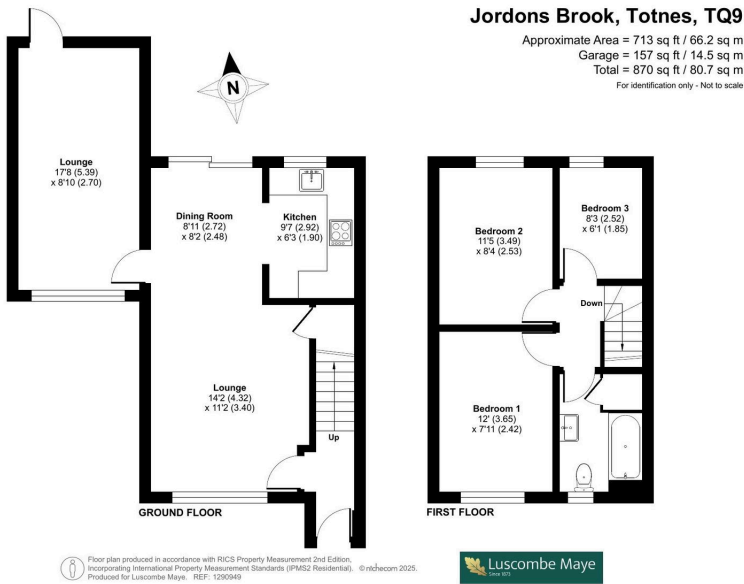 Jordons Brook, Totnes, TQ9
Approximate Area = 713 sq ft / 66.2 sq m
Garage = 157 sq ft / 14.5 sq m
Total = 870 sq ft / 80.7 sq m
For identification only - Not to scale
N
Lounge
17'8 (5.39)
x 8'10 (2.70)
Dining Room
8'11 (2.72)
x 8'2 (2.48)
Kitchen
9'7 (2.92)
x 6'3 (1.90)
Lounge
14'2 (4.32)
x 11'2 (3.40)
Up
GROUND FLOOR
Bedroom 2
11'5 (3.49)
x 8'4 (2.53)
Bedroom 3
8'3 (2.52)
x 6'1 (1.85)
Down
Bedroom 1
12' (3.65)
x 7'11 (2.42)
FIRST FLOOR
Floor plan produced in accordance with RICS Property Measurement 2nd Edition,
Incorporating International Property Measurement Standards (IPMS2 Residential). © ntchecom 2025.
Produced for Luscombe Maye. REF: 1290949
Luscombe Maye
Since 1873